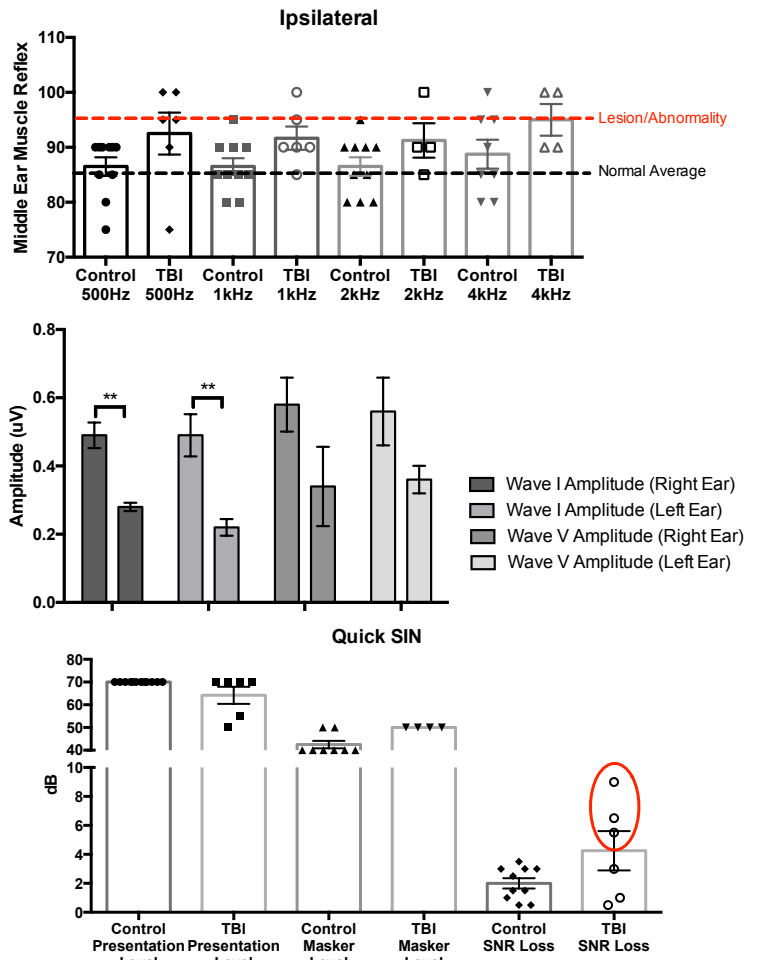 Ipsilateral
Middle Ear Muscle Reflex
110
100
90
80
70
Lesion/Abnormality
Normal Average
Control TBI Control TBI Control TBI Control TBI
500Hz 500Hz 1kHz 1kHz 2kHz 2kHz 4kHz 4kHz
Amplitude (uV)
0.8
0.6
0.4
0.2
0.0
** **
Wave I Amplitude (Right Ear)
Wave I Amplitude (Left Ear)
Wave V Amplitude (Right Ear)
Wave V Amplitude (Left Ear)
Quick SIN
dB
80
70
60
50
40
10
8
6
4
2
0
Control TBI Control TBI Control TBI
Presentation Presentation Masker Masker SNR Loss SNR Loss